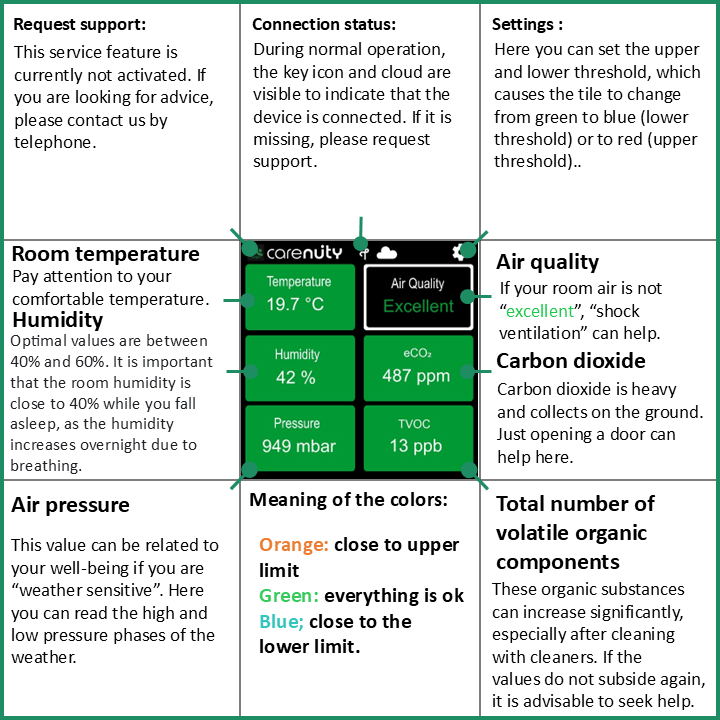 Request support:
This service feature is
currently not activated. If
you are looking for advice,
please contact us by
telephone.
Connection status:
During normal operation,
the key icon and cloud are
visible to indicate that the
device is connected. If it is
missing, please request
support.
Settings :
Here you can set the upper
and lower threshold, which
causes the tile to change
from green to blue (lower
threshold) or to red (upper
threshold)..
Room temperature
Pay attention to your
comfortable temperature.
Humidity
Optimal values are between
40% and 60%. It is important
that the room humidity is
close to 40% while you fall
asleep, as the humidity
increases overnight due to
breathing.
carenuity
Temperature
19.7 °C
Air Quality
Excellent
Humidity
42 %
eCO₂
487 ppm
Pressure
949 mbar
TVOC
13 ppb
Air quality
If your room air is not
“excellent”, “shock
ventilation” can help.
Carbon dioxide
Carbon dioxide is heavy
and collects on the ground.
Just opening a door can
help here.
Air pressure
This value can be related to
your well-being if you are
“weather sensitive”. Here
you can read the high and
low pressure phases of the
weather.
Meaning of the colors:
Orange: close to upper
limit
Green: everything is ok
Blue; close to the
lower limit.
Total number of
volatile organic
components
These organic substances
can increase significantly,
especially after cleaning
with cleaners. If the
values do not subside again,
it is advisable to seek help.